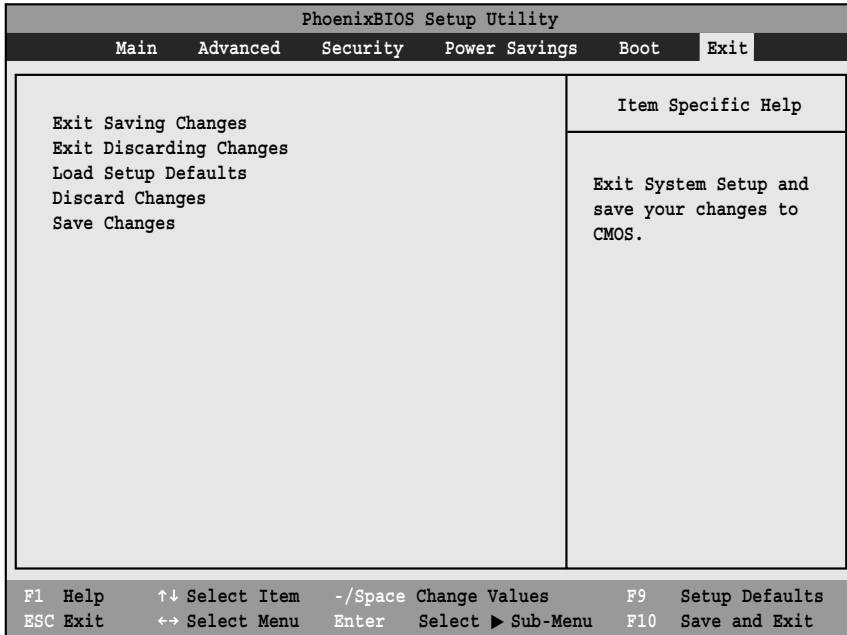 PhoenixBIOS Setup Utility
Main Advanced Security Power Savings Boot Exit
Exit Saving Changes
Exit Discarding Changes
Load Setup Defaults
Discard Changes
Save Changes
Item Specific Help
Exit System Setup and
save your changes to
CMOS.
F1 Help ↑↓ Select Item -/Space Change Values F9 Setup Defaults
ESC Exit ←→ Select Menu Enter Select ▶ Sub-Menu F10 Save and Exit